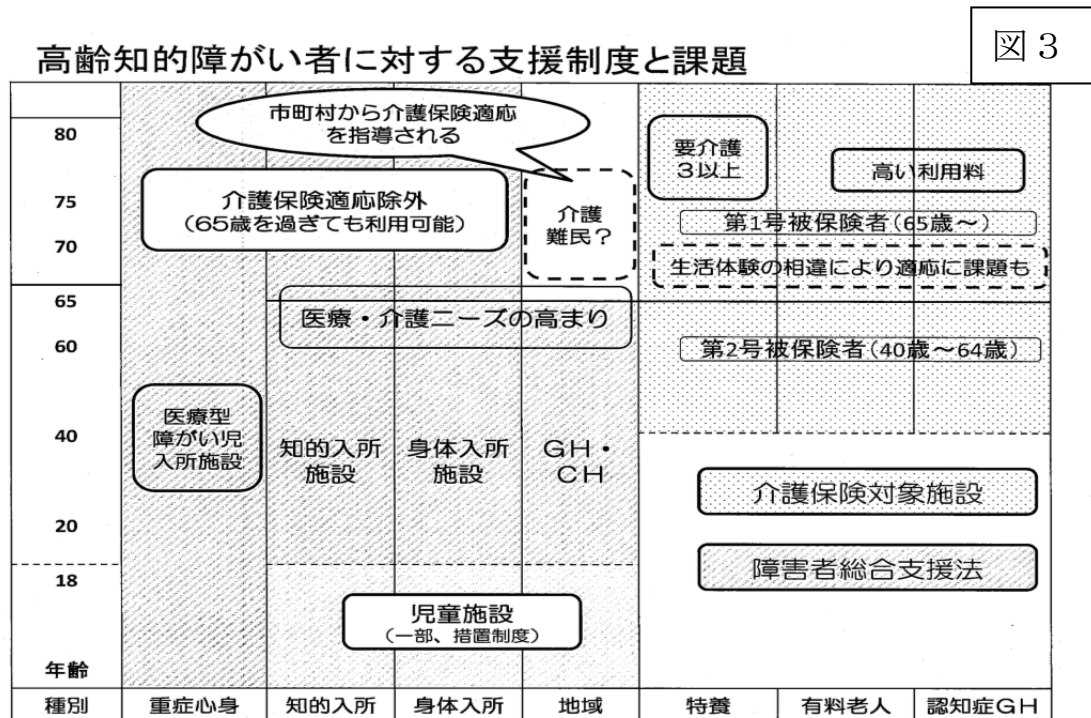 図３
高齢知的障がい者に対する支援制度と課題
市町村から介護保険適応
を指導される
80
要介護
３以上
高い利用料
介護保険適応除外
(65歳を過ぎても利用可能)
75
介護
難民？
第1号被保険者(65歳～)
70
生活体験の相違により適応に課題も
65
医療・介護ニーズの高まり
60
第2号被保険者(40歳～64歳)
医療型
障がい児
入所施設
40
知的入所
施設
身体入所
施設
GH・
CH
介護保険対象施設
20
障害者総合支援法
18
児童施設
(一部、措置制度)
年齢
種別 重症心身 知的入所 身体入所 地域 特養 有料老人 認知症GH